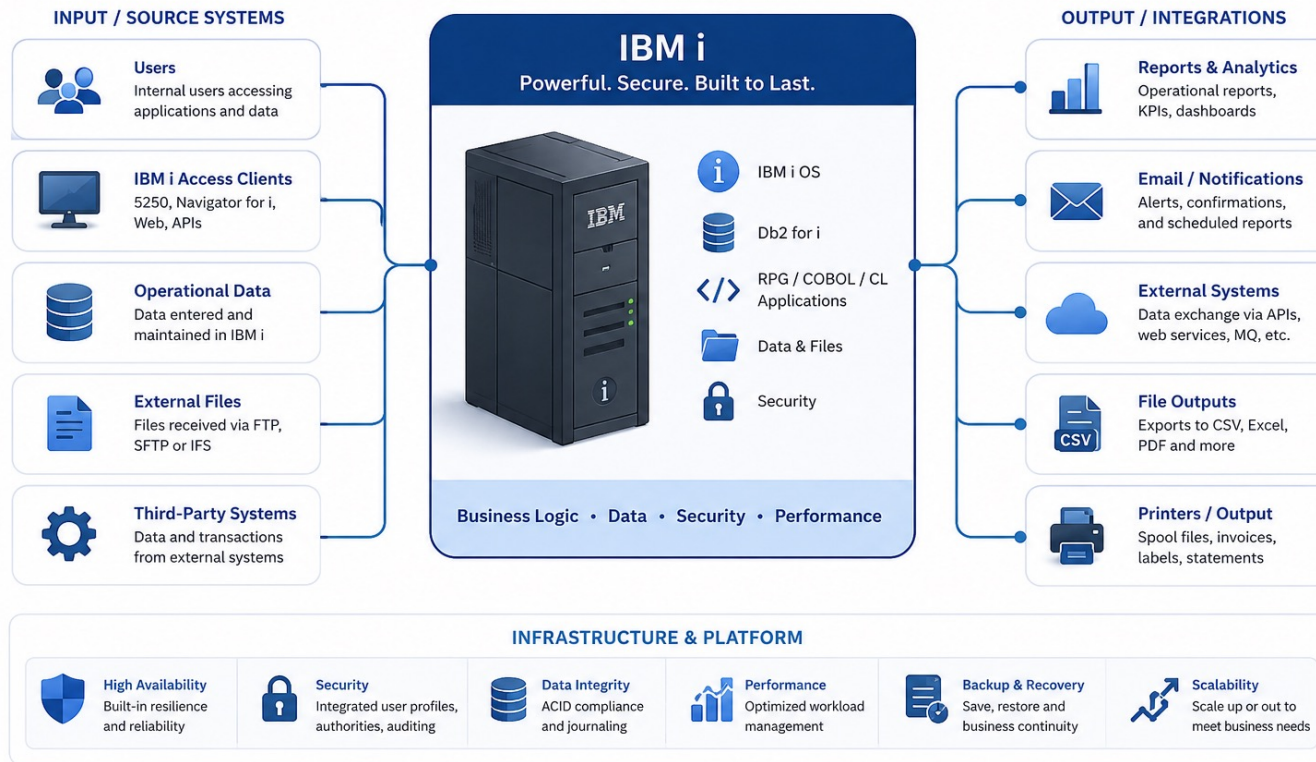 INPUT / SOURCE SYSTEMS
Users
Internal users accessing
applications and data
IBM i Access Clients
5250, Navigator for i,
Web, APIs
Operational Data
Data entered and
maintained in IBM i
External Files
Files received via FTP,
SFTP or IFS
Third-Party Systems
Data and transactions
from external systems
IBM i
Powerful. Secure. Built to Last.
IBM
i
i
IBM i OS
Db2 for i
</>
RPG / COBOL / CL
Applications
Data & Files
Security
Business Logic • Data • Security • Performance
OUTPUT / INTEGRATIONS
Reports & Analytics
Operational reports,
KPIs, dashboards
Email / Notifications
Alerts, confirmations,
and scheduled reports
External Systems
Data exchange via APIs,
web services, MQ, etc.
CSV
File Outputs
Exports to CSV, Excel,
PDF and more
Printers / Output
Spool files, invoices,
labels, statements
INFRASTRUCTURE & PLATFORM
High Availability
Built-in resilience
and reliability
Security
Integrated user profiles,
authorities, auditing
Data Integrity
ACID compliance
and journaling
Performance
Optimized workload
management
Backup & Recovery
Save, restore and
business continuity
Scalability
Scale up or out to
meet business needs